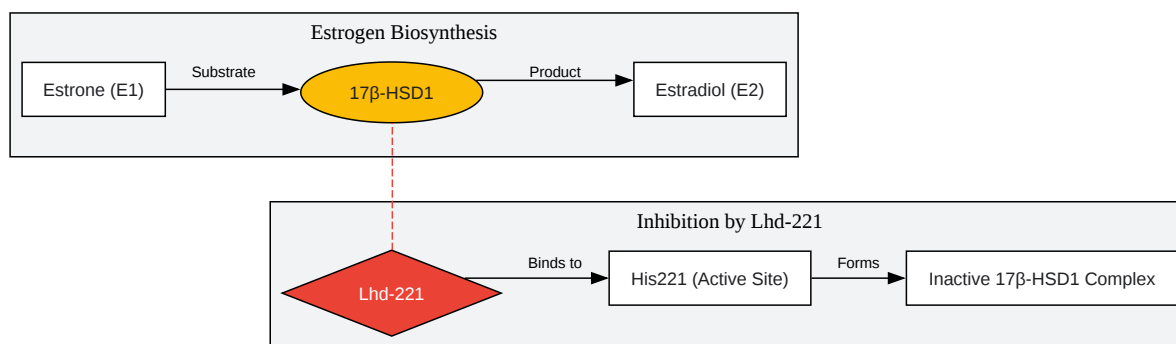 Estrogen Biosynthesis
Estrone (E1)
Substrate
17β-HSD1
Product
Estradiol (E2)
Inhibition by Lhd-221
Lhd-221
Binds to
His221 (Active Site)
Forms
Inactive 17β-HSD1 Complex